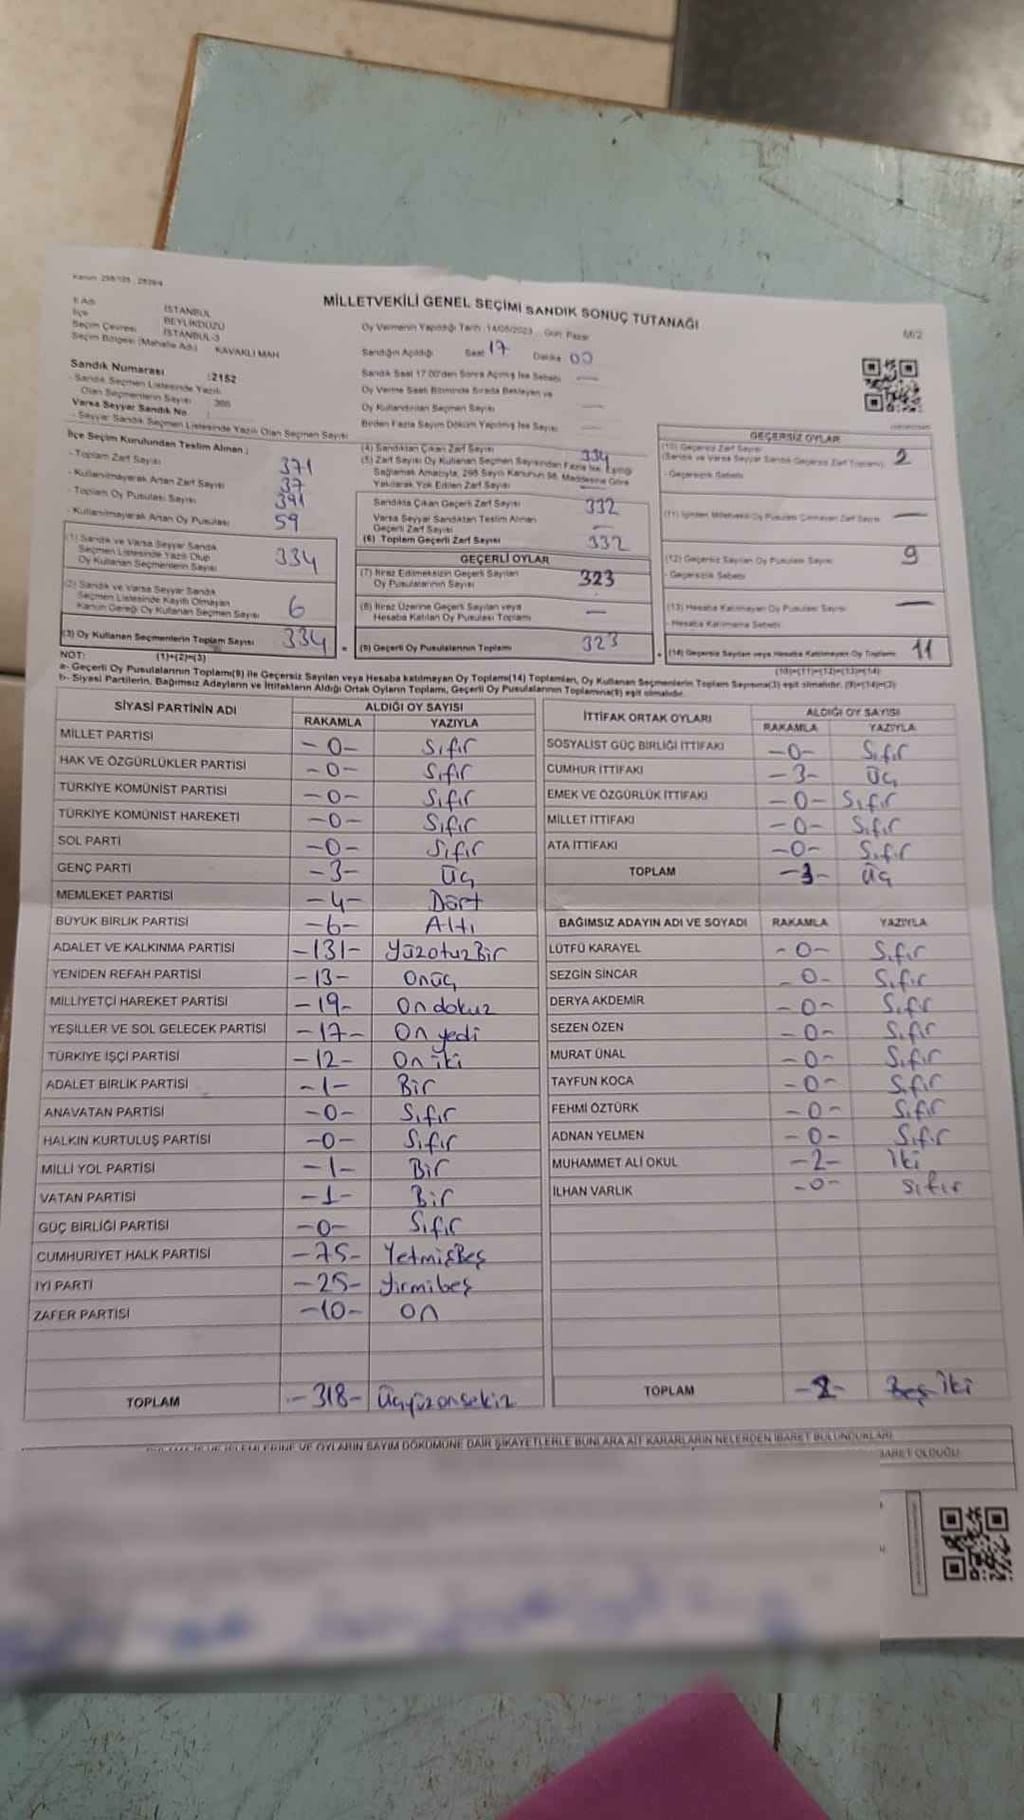 MİLLETVEKİLİ GENEL SEÇİMİ SANDIK SONUÇ TUTANAĞI
İli Adı İSTANBUL
İlçe BEYLİKDÜZÜ
Seçim Çevresi İSTANBUL-3
Seçim Bölgesi (Mahalle Adı) KAVAKLI MAH
Oy Vermenin Yapıldığı Tarih: 14/05/2023 Gün: Pazar
Sandığın Açıldığı Saat 17 Dakika 00
Sandık Saat 17:00'den Sonra Açılmış İse Sebebi —
Oy Verme Saati Bitiminde Sırada Bekleyen ve
Oy Kullandırılan Seçmen Sayısı —
Birden Fazla Sayım Döküm Yapılmış İse Sayısı —
Sandık Numarası :2152
- Sandık Seçmen Listesinde Yazılı
Olan Seçmenlerin Sayısı 366
Varsa Seyyar Sandık No
- Seyyar Sandık Seçmen Listesinde Yazılı Olan Seçmen Sayısı
İlçe Seçim Kurulundan Teslim Alınan;
- Toplam Zarf Sayısı 371
- Kullanılmayarak Artan Zarf Sayısı 37
- Toplam Oy Pusulası Sayısı 391
- Kullanılmayarak Artan Oy Pusulası 59
(1) Sandık ve Varsa Seyyar Sandık
Seçmen Listesinde Yazılı Olup
Oy Kullanan Seçmenlerin Sayısı 334
(2) Sandık ve Varsa Seyyar Sandık
Seçmen Listesinde Kayıtlı Olmayan
Kanun Gereği Oy Kullanan Seçmen Sayısı 6
(3) Oy Kullanan Seçmenlerin Toplam Sayısı 334
(1)+(2)=(3)
(4) Sandıktan Çıkan Zarf Sayısı 334
(5) Zarf Sayısı Oy Kullanan Seçmen Sayısından Fazla İse, Eşitliği
Sağlamak Amacıyla, 298 Sayılı Kanunun 98. Maddesine Göre
Yakılarak Yok Edilen Zarf Sayısı —
Sandıkta Çıkan Geçerli Zarf Sayısı 332
Varsa Seyyar Sandıktan Teslim Alınan
Geçerli Zarf Sayısı —
(6) Toplam Geçerli Zarf Sayısı 332
GEÇERLİ OYLAR
(7) İtiraz Edilmeksizin Geçerli Sayılan
Oy Pusulalarının Sayısı 323
(8) İtiraz Üzerine Geçerli Sayılan veya
Hesaba Katılan Oy Pusulası Toplamı —
(9) Geçerli Oy Pusulalarının Toplamı 323
GEÇERSİZ OYLAR
(10) Geçersiz Zarf Sayısı
(Sandık ve Varsa Seyyar Sandık Geçersiz Zarf Toplamı) 2
- Geçersizlik Sebebi
(11) İçinden Milletvekili Oy Pusulası Çıkmayan Zarf Sayısı —
(12) Geçersiz Sayılan Oy Pusulası Sayısı 9
- Geçersizlik Sebebi
(13) Hesaba Katılmayan Oy Pusulası Sayısı —
- Hesaba Katılmama Sebebi
(14) Geçersiz Sayılan veya Hesaba Katılmayan Oy Toplamı 11
(10)+(11)+(12)+(13)=(14)
NOT:
a- Geçerli Oy Pusulalarının Toplamı(9) ile Geçersiz Sayılan veya Hesaba katılmayan Oy Toplamı(14) Toplamları, Oy Kullanan Seçmenlerin Toplam Sayısına(3) eşit olmalıdır. (9)+(14)=(3)
b- Siyasi Partilerin, Bağımsız Adayların ve İttifakların Aldığı Ortak Oyların Toplamı, Geçerli Oy Pusulalarının Toplamına(9) eşit olmalıdır.
SİYASİ PARTİNİN ADI ALDIĞI OY SAYISI
RAKAMLA YAZIYLA
MİLLET PARTİSİ -0- Sıfır
HAK VE ÖZGÜRLÜKLER PARTİSİ -0- Sıfır
TÜRKİYE KOMÜNİST PARTİSİ -0- Sıfır
TÜRKİYE KOMÜNİST HAREKETİ -0- Sıfır
SOL PARTİ -0- Sıfır
GENÇ PARTİ -3- Üç
MEMLEKET PARTİSİ -4- Dört
BÜYÜK BİRLİK PARTİSİ -6- Altı
ADALET VE KALKINMA PARTİSİ -131- YüzotuzBir
YENİDEN REFAH PARTİSİ -13- Onüç
MİLLİYETÇİ HAREKET PARTİSİ -19- On dokuz
YEŞİLLER VE SOL GELECEK PARTİSİ -17- On yedi
TÜRKİYE İŞÇİ PARTİSİ -12- On iki
ADALET BİRLİK PARTİSİ -1- Bir
ANAVATAN PARTİSİ -0- Sıfır
HALKIN KURTULUŞ PARTİSİ -0- Sıfır
MİLLİ YOL PARTİSİ -1- Bir
VATAN PARTİSİ -1- Bir
GÜÇ BİRLİĞİ PARTİSİ -0- Sıfır
CUMHURİYET HALK PARTİSİ -75- YetmişBeş
İYİ PARTİ -25- Yirmibeş
ZAFER PARTİSİ -10- On
TOPLAM -318- Üçyüzonsekiz
İTTİFAK ORTAK OYLARI ALDIĞI OY SAYISI
RAKAMLA YAZIYLA
SOSYALİST GÜÇ BİRLİĞİ İTTİFAKI -0- Sıfır
CUMHUR İTTİFAKI -3- Üç
EMEK VE ÖZGÜRLÜK İTTİFAKI -0- Sıfır
MİLLET İTTİFAKI -0- Sıfır
ATA İTTİFAKI -0- Sıfır
TOPLAM -3- Üç
BAĞIMSIZ ADAYIN ADI VE SOYADI RAKAMLA YAZIYLA
LÜTFÜ KARAYEL -0- Sıfır
SEZGİN SİNCAR -0- Sıfır
DERYA AKDEMİR -0- Sıfır
SEZEN ÖZEN -0- Sıfır
MURAT ÜNAL -0- Sıfır
TAYFUN KOCA -0- Sıfır
FEHMİ ÖZTÜRK -0- Sıfır
ADNAN YELMEN -0- Sıfır
MUHAMMET ALİ OKUL -2- İki
İLHAN VARLIK -0- Sıfır
TOPLAM -2- İki
VE OYLARIN SAYIM DÖKÜMÜNE DAİR ŞİKAYETLERLE BUNLARA AİT KARARLARIN NELERDEN İBARET BULUNDUKLARI